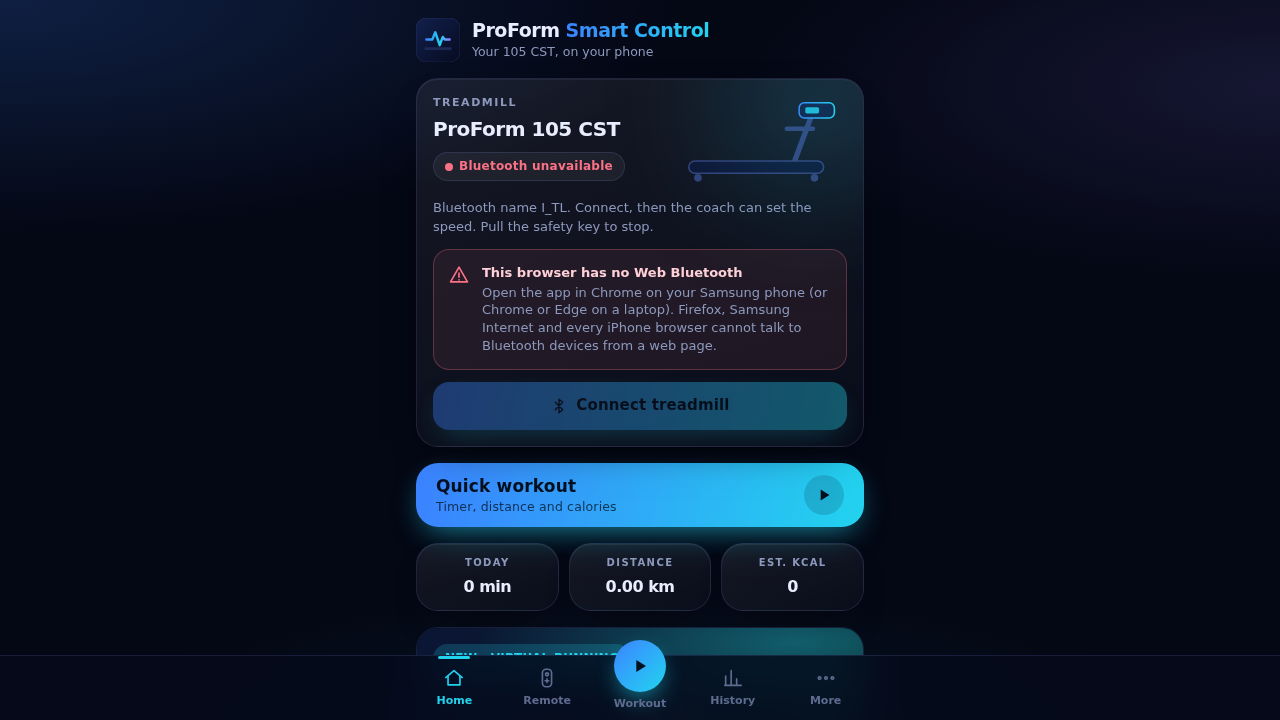 ProForm Smart Control
Your 105 CST, on your phone
TREADMILL
ProForm 105 CST
Bluetooth unavailable
Bluetooth name I_TL. Connect, then the coach can set the
speed. Pull the safety key to stop.
This browser has no Web Bluetooth
Open the app in Chrome on your Samsung phone (or
Chrome or Edge on a laptop). Firefox, Samsung
Internet and every iPhone browser cannot talk to
Bluetooth devices from a web page.
Connect treadmill
Quick workout
Timer, distance and calories
TODAY
0 min
DISTANCE
0.00 km
EST. KCAL
0
Home
Remote
Workout
History
More